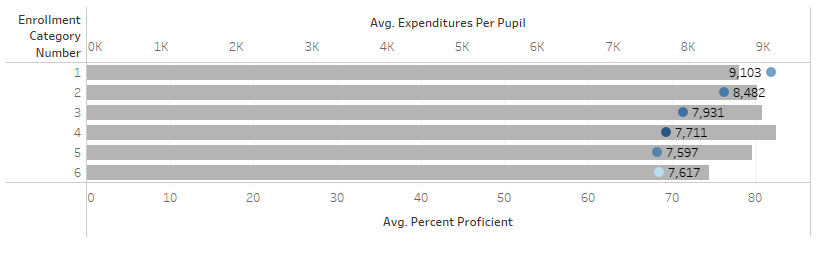 Enrollment
Category
Number
Avg. Expenditures Per Pupil
0K 1K 2K 3K 4K 5K 6K 7K 8K 9K
1 9,103
2 8,482
3 7,931
4 7,711
5 7,597
6 7,617
0 10 20 30 40 50 60 70 80
Avg. Percent Proficient